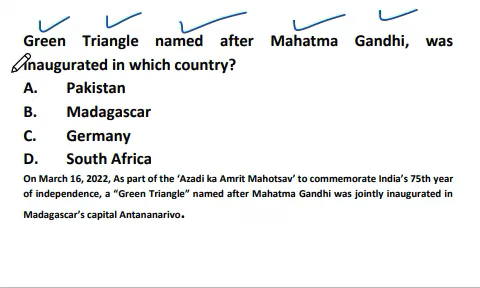 Green Triangle named after Mahatma Gandhi, was
inaugurated in which country?
A. Pakistan
B. Madagascar
C. Germany
D. South Africa
On March 16, 2022, As part of the ‘Azadi ka Amrit Mahotsav’ to commemorate India’s 75th year
of independence, a “Green Triangle” named after Mahatma Gandhi was jointly inaugurated in
Madagascar’s capital Antananarivo.